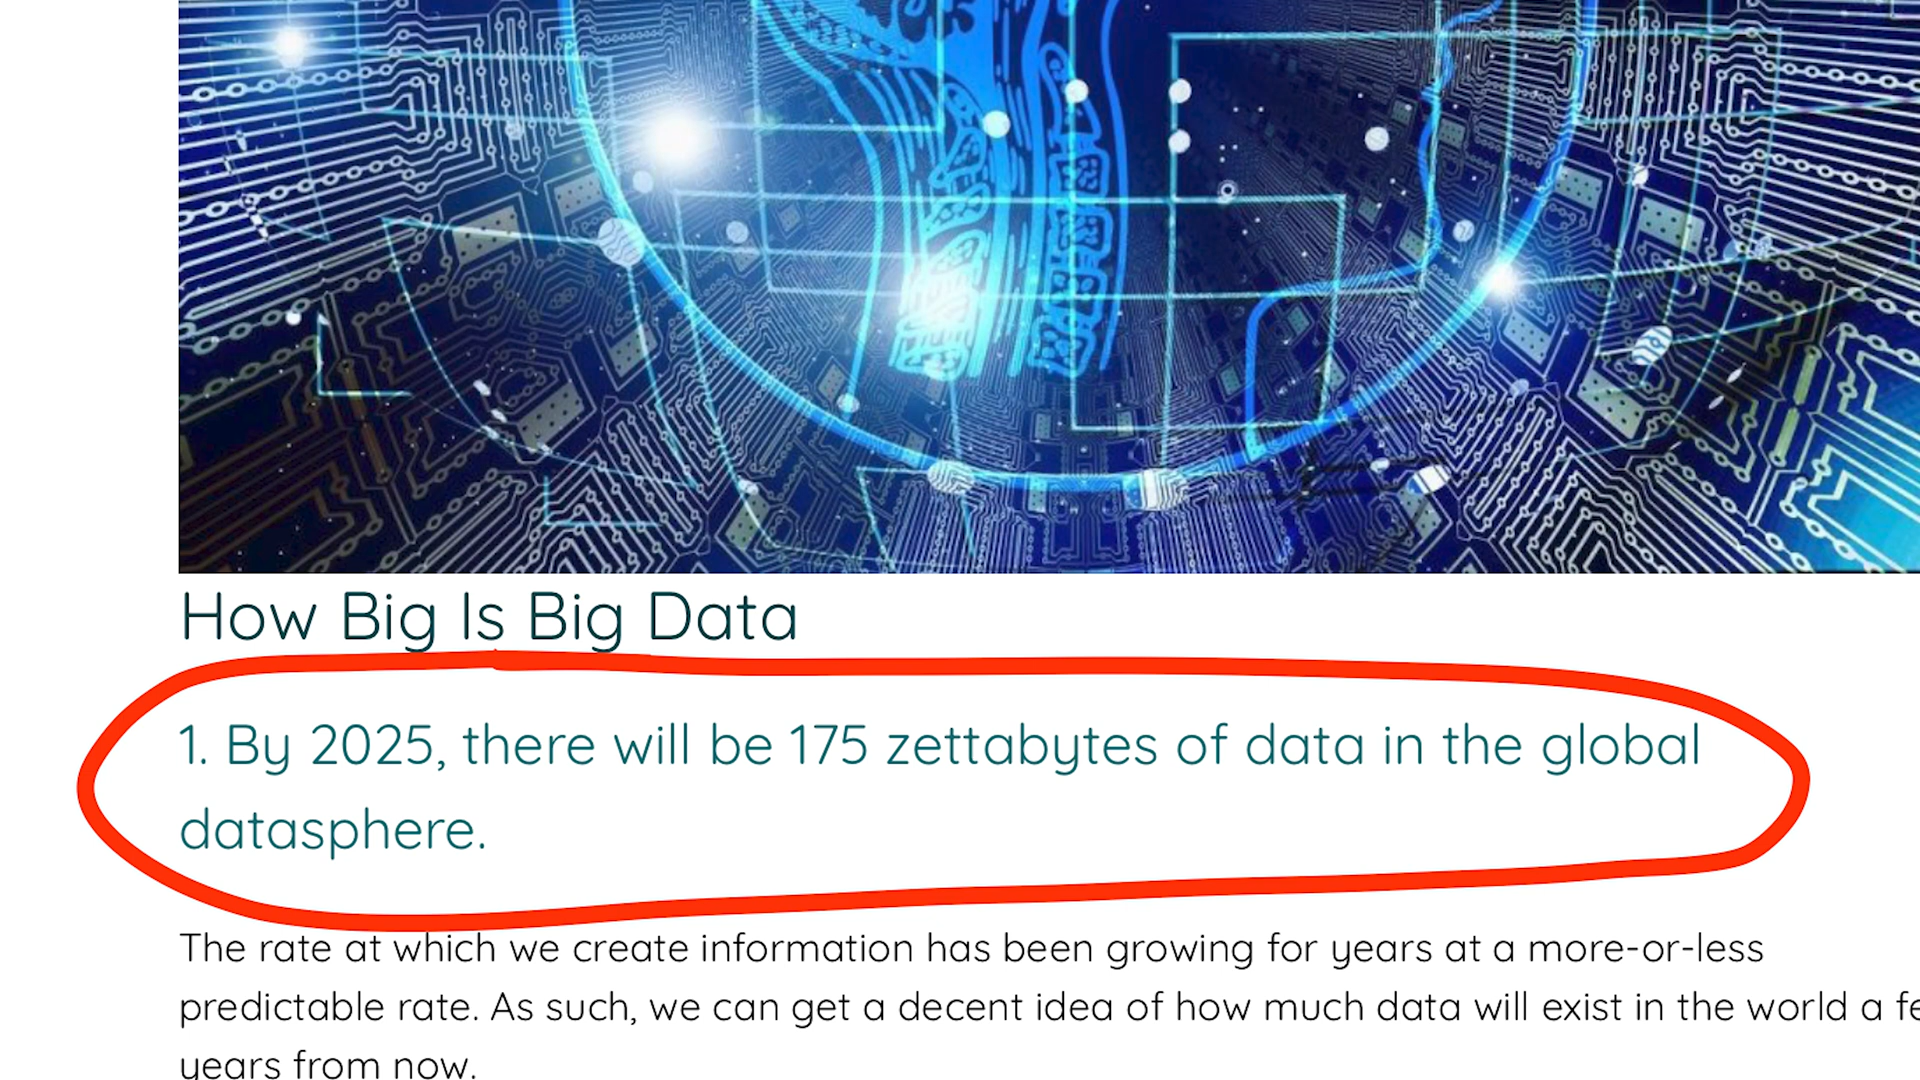 How Big Is Big Data
1. By 2025, there will be 175 zettabytes of data in the global
datasphere.
The rate at which we create information has been growing for years at a more-or-less
predictable rate. As such, we can get a decent idea of how much data will exist in the world a
years from now.